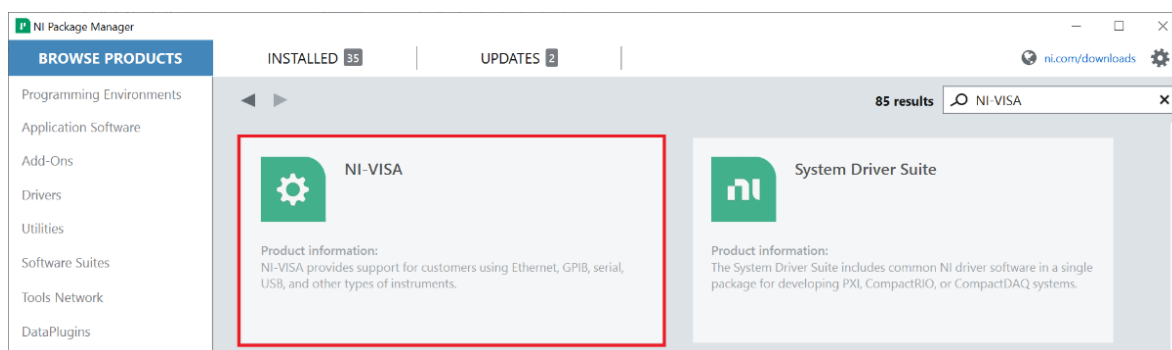 NI Package Manager
BROWSE PRODUCTS
INSTALLED 35
UPDATES 2
ni.com/downloads
Programming Environments
Application Software
Add-Ons
Drivers
Utilities
Software Suites
Tools Network
DataPlugins
85 results
NI-VISA
NI-VISA
Product information:
NI-VISA provides support for customers using Ethernet, GPIB, serial,
USB, and other types of instruments.
System Driver Suite
Product information:
The System Driver Suite includes common NI driver software in a single
package for developing PXI, CompactRIO, or CompactDAQ systems.